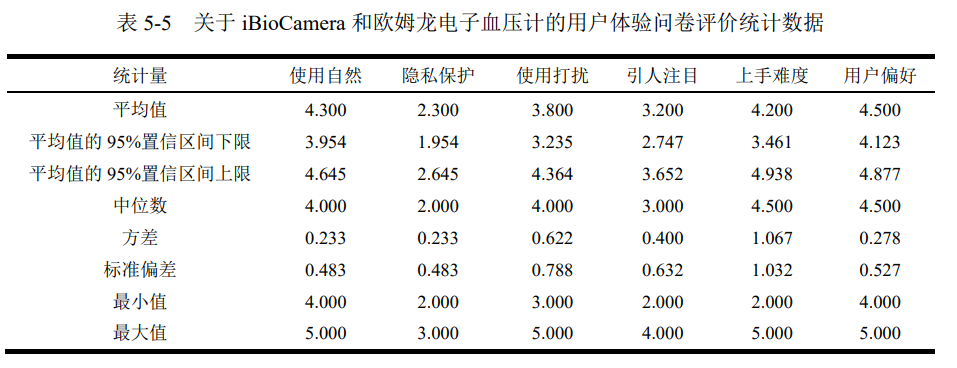 表 5-5 关于 iBioCamera 和欧姆龙电子血压计的用户体验问卷评价统计数据
统计量 使用自然 隐私保护 使用打扰 引人注目 上手难度 用户偏好
平均值 4.300 2.300 3.800 3.200 4.200 4.500
平均值的 95%置信区间下限 3.954 1.954 3.235 2.747 3.461 4.123
平均值的 95%置信区间上限 4.645 2.645 4.364 3.652 4.938 4.877
中位数 4.000 2.000 4.000 3.000 4.500 4.500
方差 0.233 0.233 0.622 0.400 1.067 0.278
标准偏差 0.483 0.483 0.788 0.632 1.032 0.527
最小值 4.000 2.000 3.000 2.000 2.000 4.000
最大值 5.000 3.000 5.000 4.000 5.000 5.000